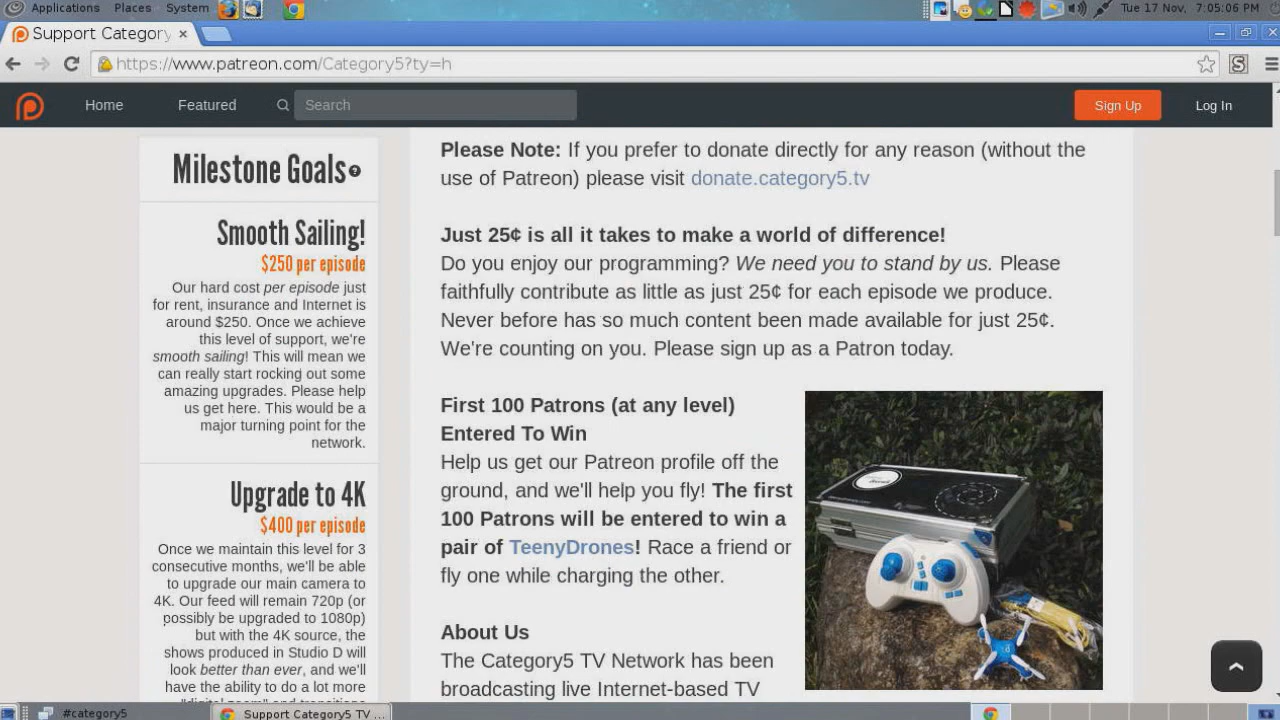 Applications Places System
Tue 17 Nov, 7:05:06 PM
Support Category
https://www.patreon.com/Category5?ty=h
Home Featured Search Sign Up Log In
Milestone Goals
Smooth Sailing!
$250 per episode
Our hard cost per episode just
for rent, insurance and Internet is
around $250. Once we achieve
this level of support, we're
smooth sailing! This will mean we
can really start rocking out some
amazing upgrades. Please help
us get here. This would be a
major turning point for the
network.
Upgrade to 4K
$400 per episode
Once we maintain this level for 3
consecutive months, we'll be able
to upgrade our main camera to
4K. Our feed will remain 720p (or
possibly be upgraded to 1080p)
but with the 4K source, the
shows produced in Studio D will
look better than ever, and we'll
have the ability to do a lot more
Please Note: If you prefer to donate directly for any reason (without the
use of Patreon) please visit donate.category5.tv
Just 25¢ is all it takes to make a world of difference!
Do you enjoy our programming? We need you to stand by us. Please
faithfully contribute as little as just 25¢ for each episode we produce.
Never before has so much content been made available for just 25¢.
We're counting on you. Please sign up as a Patron today.
First 100 Patrons (at any level)
Entered To Win
Help us get our Patreon profile off the
ground, and we'll help you fly! The first
100 Patrons will be entered to win a
pair of TeenyDrones! Race a friend or
fly one while charging the other.
About Us
The Category5 TV Network has been
broadcasting live Internet-based TV
#category5
Support Category5 TV ...